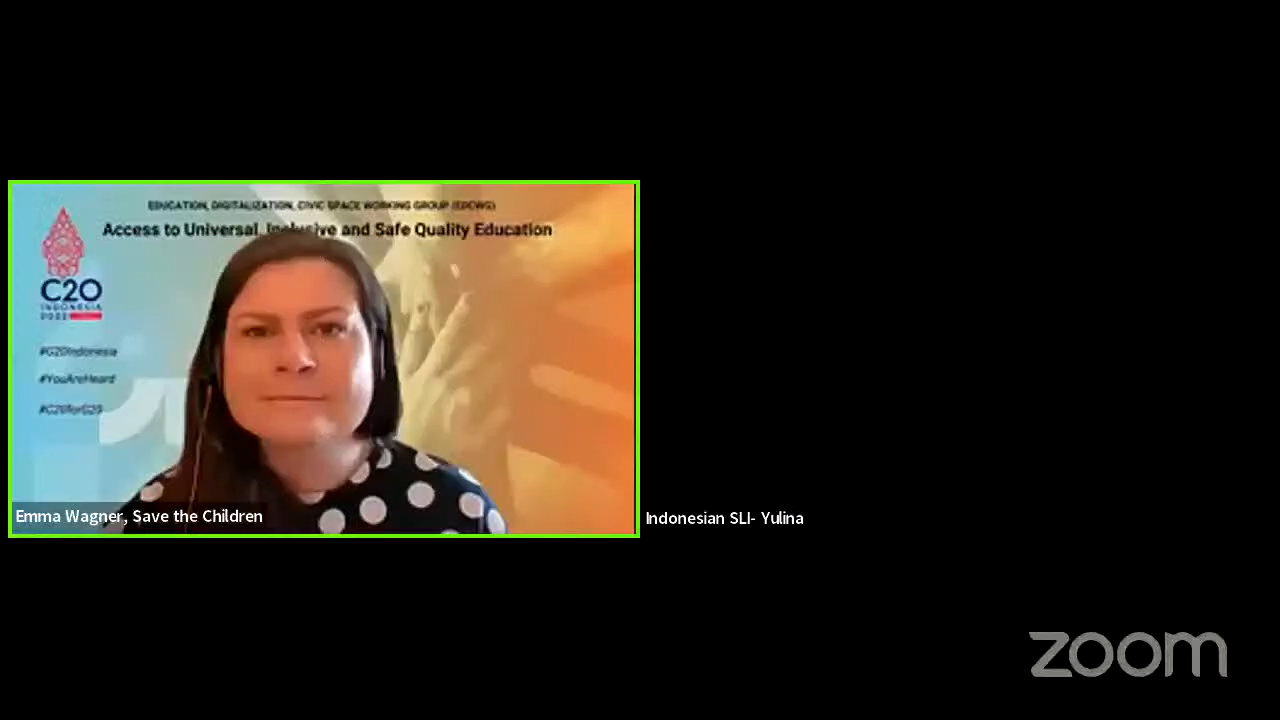 EDUCATION, DIGITALIZATION, CIVIC SPACE WORKING GROUP (EDCWG)
Access to Universal, Inclusive and Safe Quality Education
C20
INDONESIA
2022
#G20Indonesia
#YouAreHeard
#C20forG20
Emma Wagner, Save the Children
Indonesian SLI- Yulina
zoom